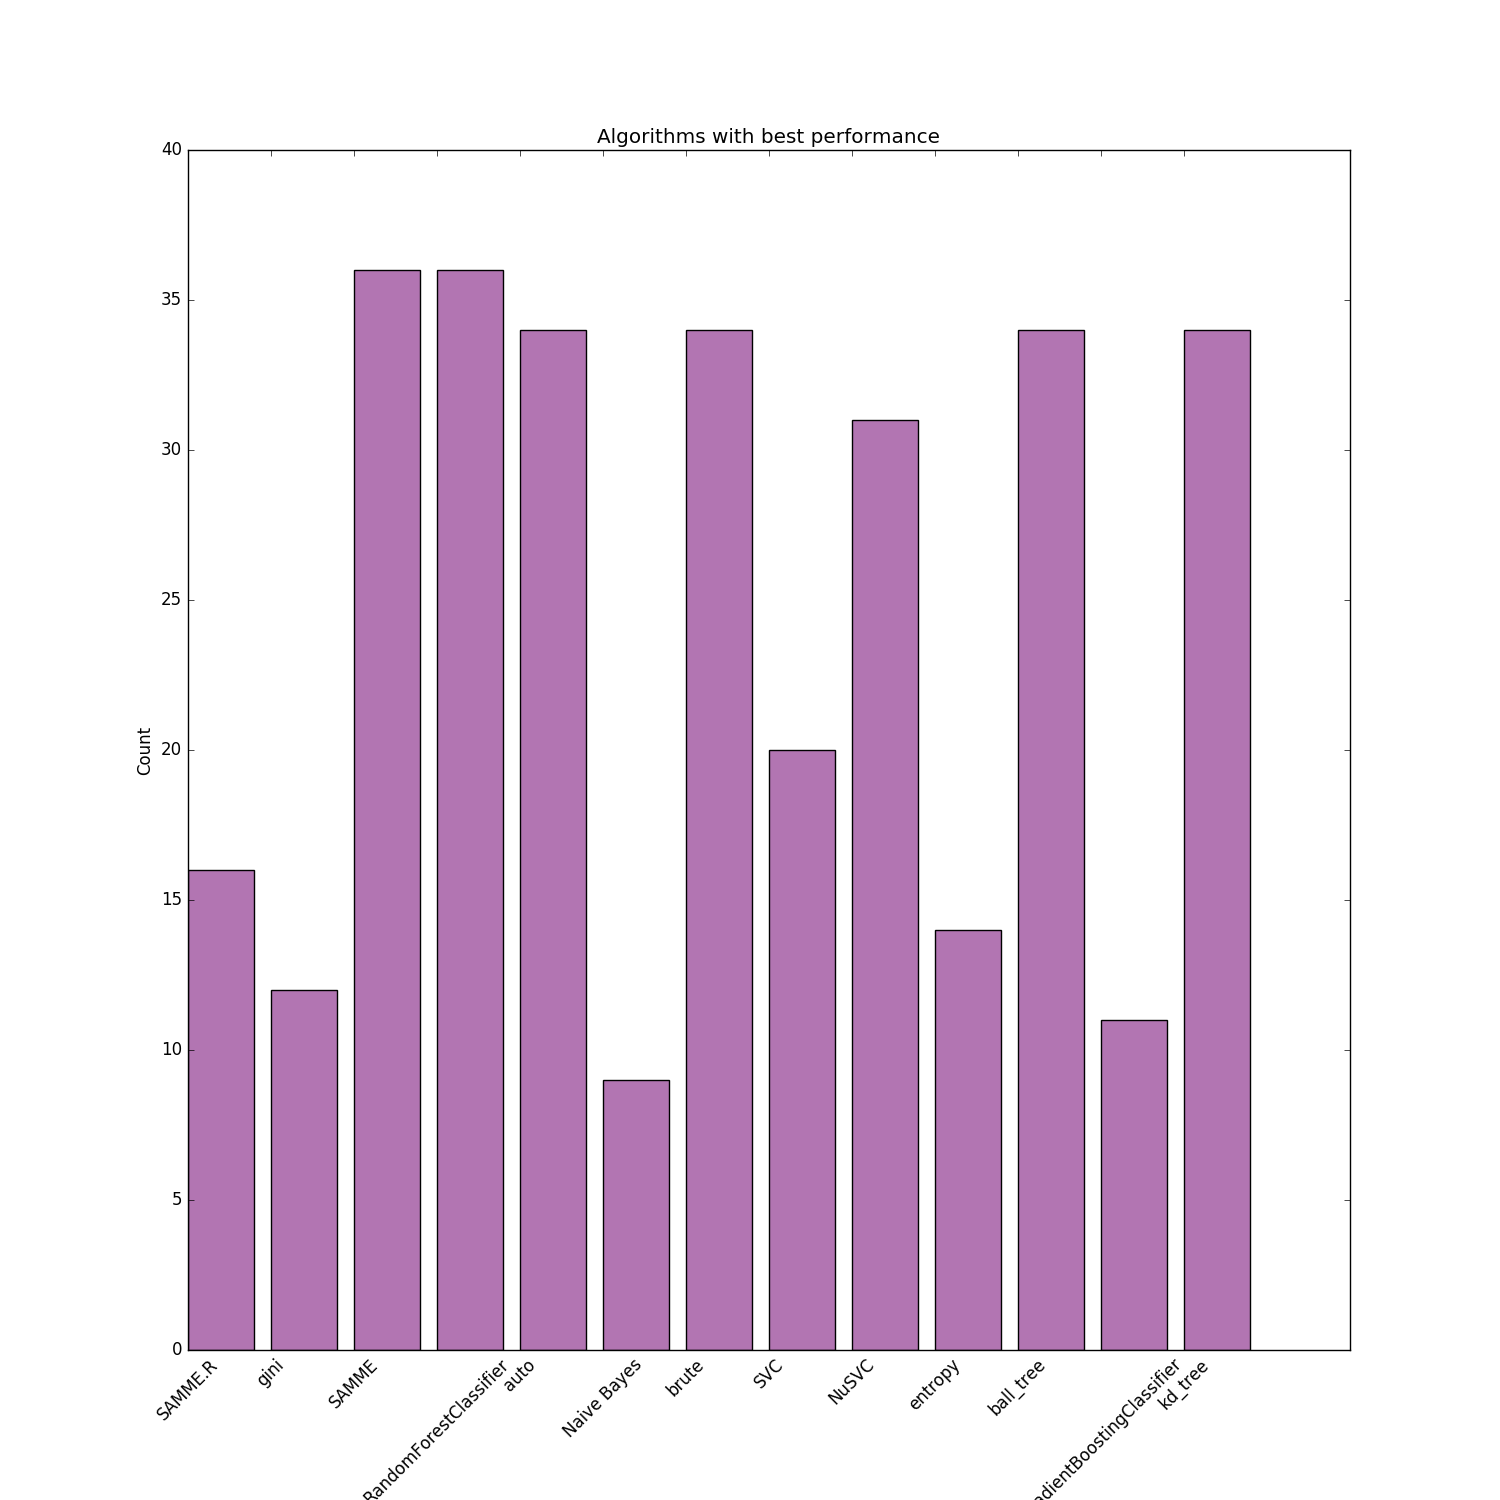 Algorithms with best performance
40
35
30
25
20
15
10
5
0
Count
SAMME.R
gini
SAMME
RandomForestClassifier
auto
Naive Bayes
brute
SVC
NuSVC
entropy
ball_tree
adientBoostingClassifier
kd_tree